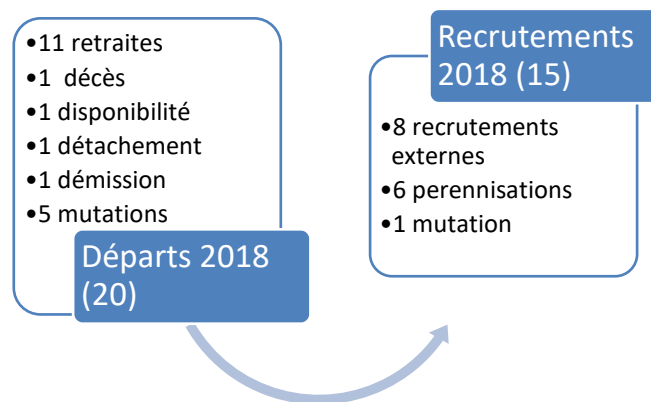 •11 retraites
•1 décès
•1 disponibilité
•1 détachement
•1 démission
•5 mutations
Départs 2018
(20)
Recrutements
2018 (15)
•8 recrutements
externes
•6 perennisations
•1 mutation